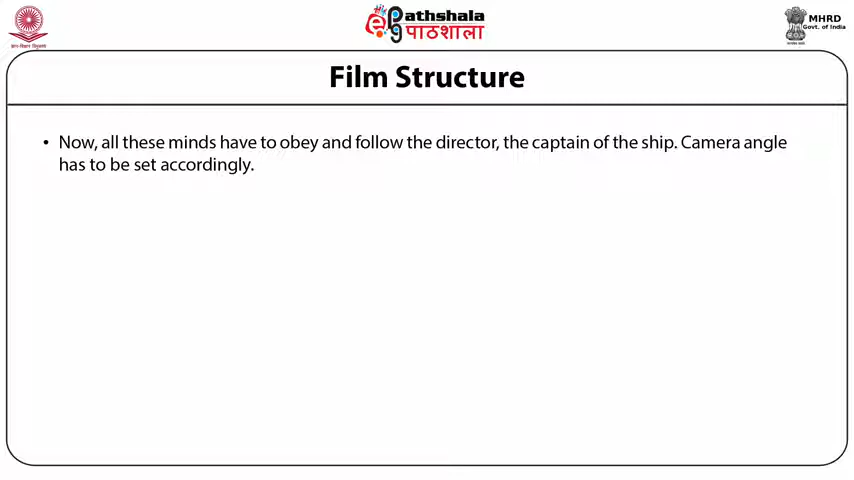 Pathshala
पाठशाला
MHRD
Govt. of India
Film Structure
• Now, all these minds have to obey and follow the director, the captain of the ship. Camera angle
has to be set accordingly.